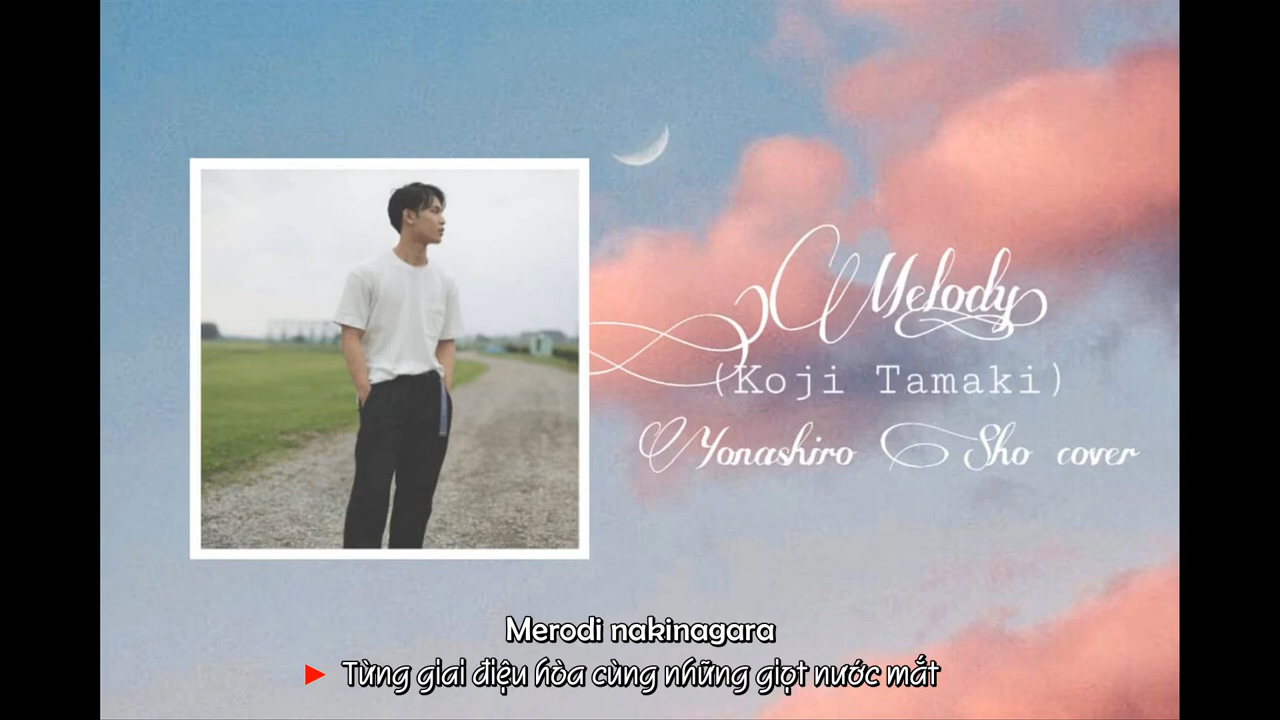 Melody
(Koji Tamaki)
Yonashiro Sho cover
Merodi nakinagara
Từng giai điệu hòa cùng những giọt nước mắt